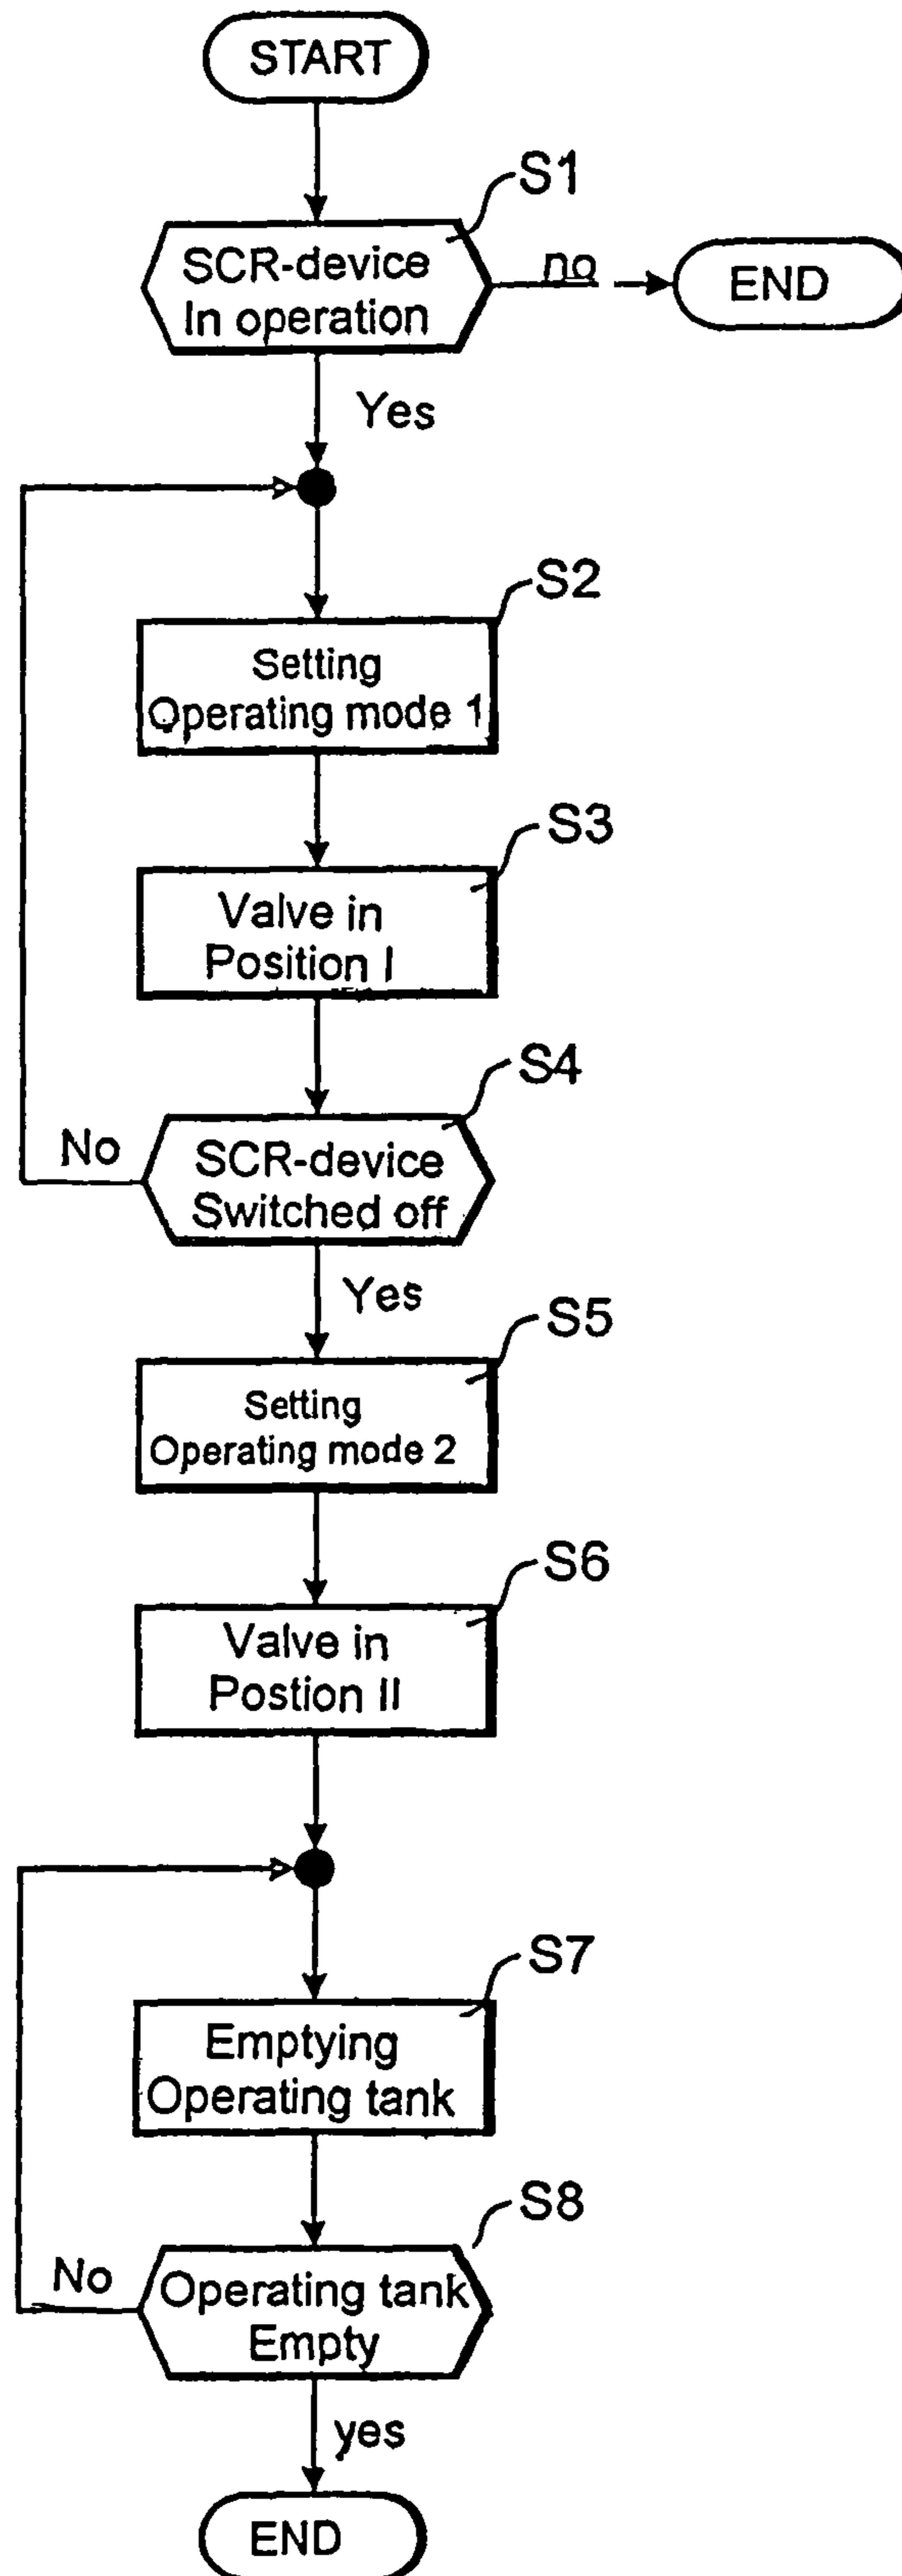 START
S1
SCR-device
In operation
no
END
Yes
S2
Setting
Operating mode 1
S3
Valve in
Position I
S4
No
SCR-device
Switched off
Yes
S5
Setting
Operating mode 2
S6
Valve in
Postion II
S7
Emptying
Operating tank
S8
No
Operating tank
Empty
yes
END